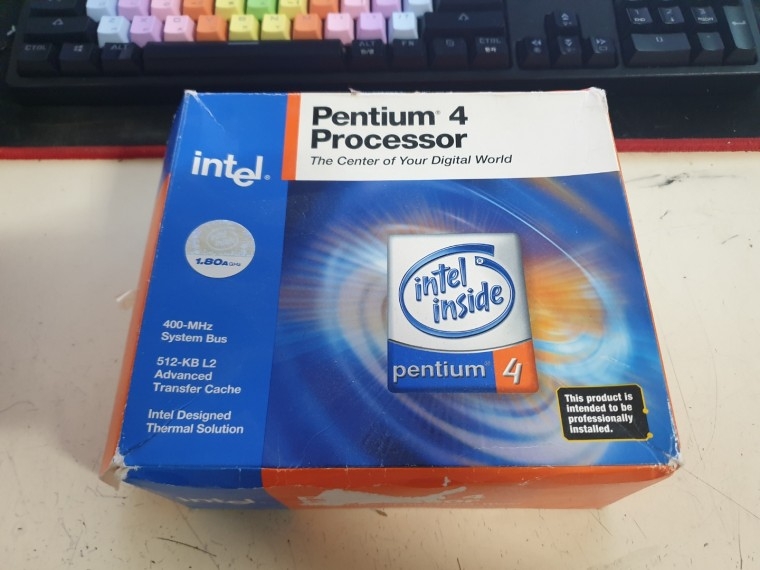 CTRL
ALT
ALT
FN
CTRL
Pentium® 4
Processor
The Center of Your Digital World
intel®
1.80A GHz
400-MHz
System Bus
512-KB L2
Advanced
Transfer Cache
Intel Designed
Thermal Solution
intel
inside
pentium 4
This product is
intended to be
professionally
installed.
intel